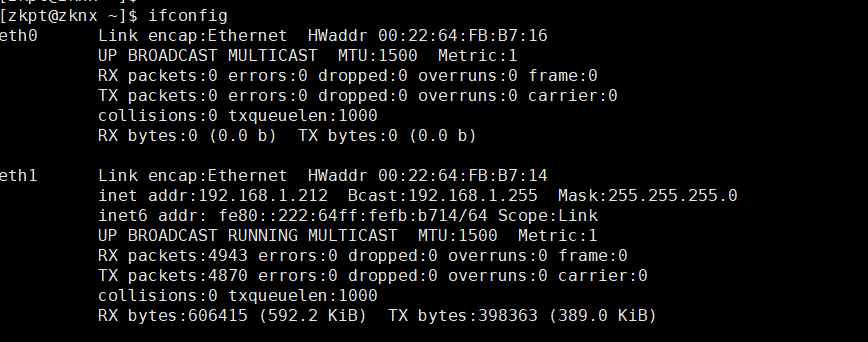 [zkpt@zknx ~]$ ifconfig
eth0      Link encap:Ethernet  HWaddr 00:22:64:FB:B7:16
          UP BROADCAST MULTICAST  MTU:1500  Metric:1
          RX packets:0 errors:0 dropped:0 overruns:0 frame:0
          TX packets:0 errors:0 dropped:0 overruns:0 carrier:0
          collisions:0 txqueuelen:1000
          RX bytes:0 (0.0 b)  TX bytes:0 (0.0 b)

eth1      Link encap:Ethernet  HWaddr 00:22:64:FB:B7:14
          inet addr:192.168.1.212  Bcast:192.168.1.255  Mask:255.255.255.0
          inet6 addr: fe80::222:64ff:fefb:b714/64 Scope:Link
          UP BROADCAST RUNNING MULTICAST  MTU:1500  Metric:1
          RX packets:4943 errors:0 dropped:0 overruns:0 frame:0
          TX packets:4870 errors:0 dropped:0 overruns:0 carrier:0
          collisions:0 txqueuelen:1000
          RX bytes:606415 (592.2 KiB)  TX bytes:398363 (389.0 KiB)